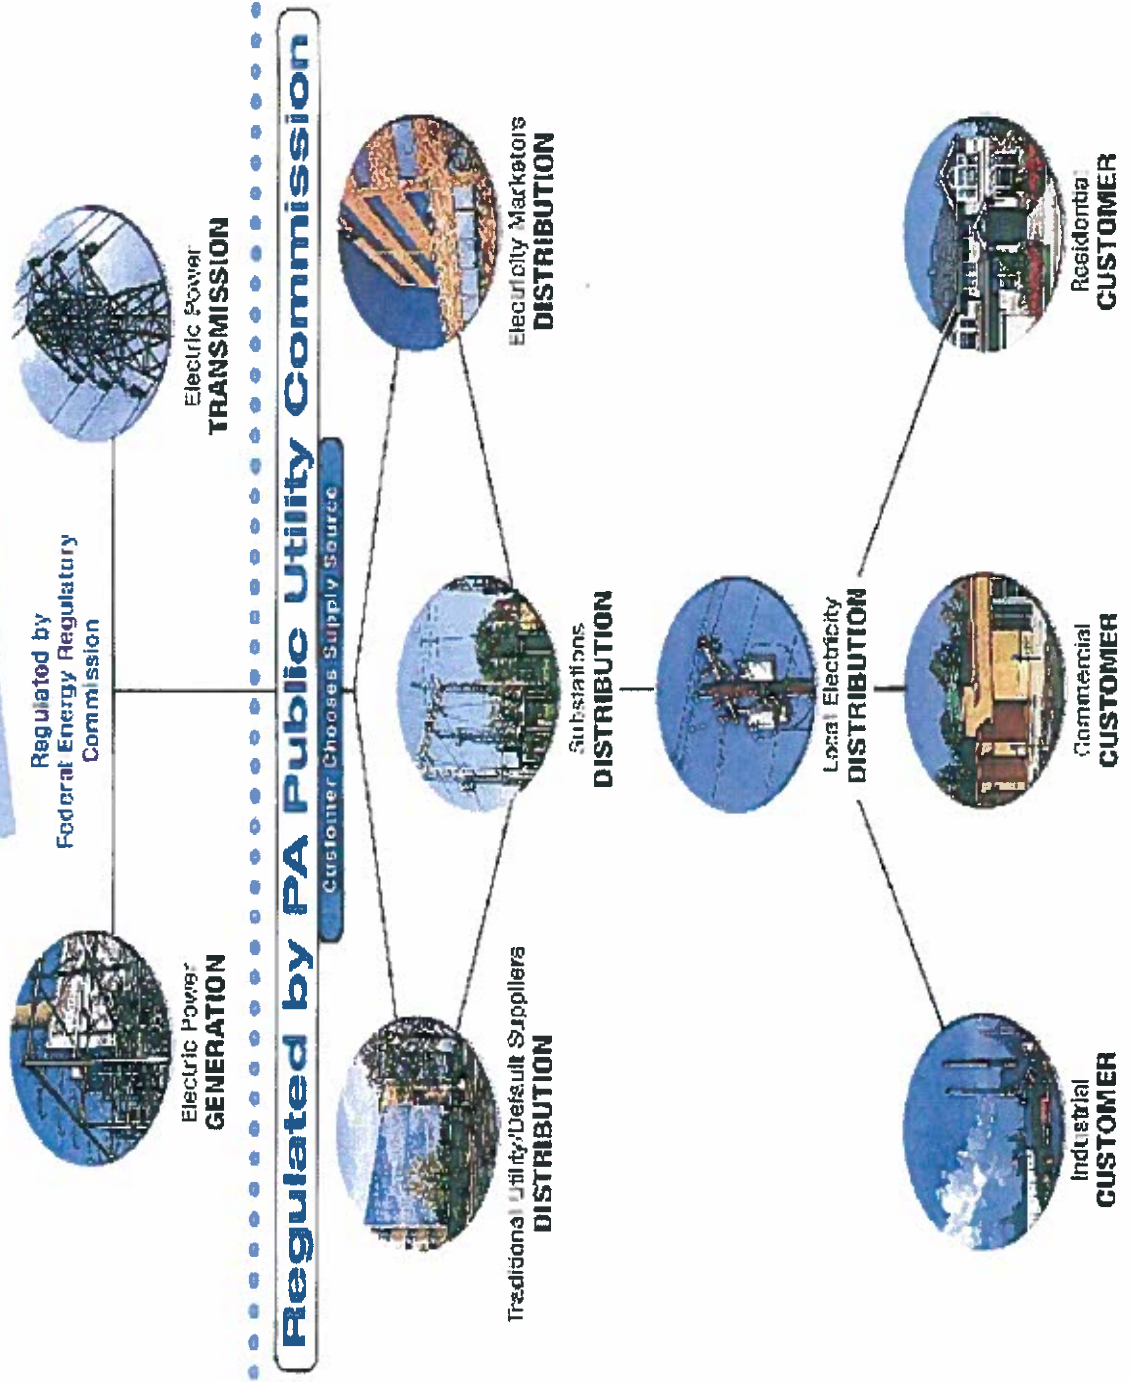 Regulated by
Federal Energy Regulatory
Commission
Electric Power
GENERATION
Electric Power
TRANSMISSION
Regulated by PA Public Utility Commission
Customer Chooses Supply Source
Traditional Utility/Default Suppliers
DISTRIBUTION
Substations
DISTRIBUTION
Electricity Marketers
DISTRIBUTION
Local Electricity
DISTRIBUTION
Industrial
CUSTOMER
Commercial
CUSTOMER
Residential
CUSTOMER